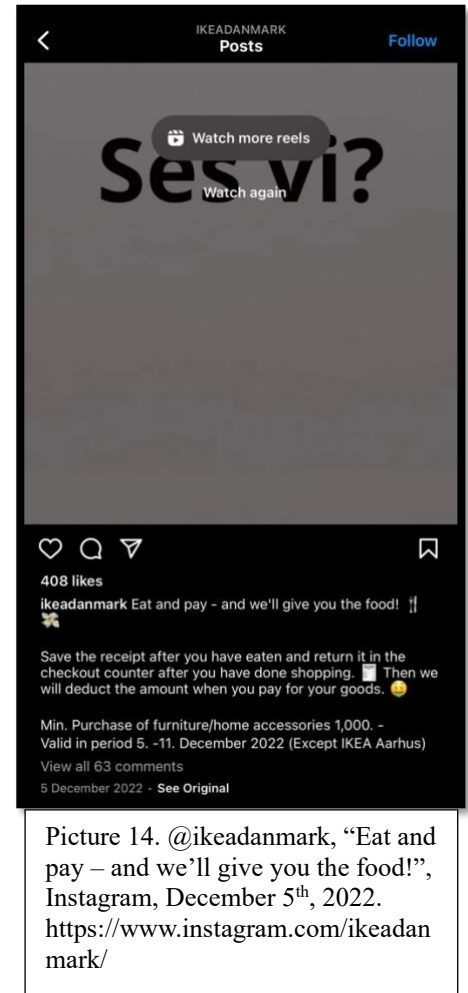 IKEADANMARK
Posts
Follow
Watch more reels
Ses vi?
Watch again
408 likes
ikeadanmark Eat and pay - and we'll give you the food! 🍴
💸
Save the receipt after you have eaten and return it in the
checkout counter after you have done shopping. 🧾 Then we
will deduct the amount when you pay for your goods. 🤑
Min. Purchase of furniture/home accessories 1,000. -
Valid in period 5. -11. December 2022 (Except IKEA Aarhus)
View all 63 comments
5 December 2022 · See Original
Picture 14. @ikeadanmark, “Eat and
pay – and we’ll give you the food!”,
Instagram, December 5th, 2022.
https://www.instagram.com/ikeadan
mark/